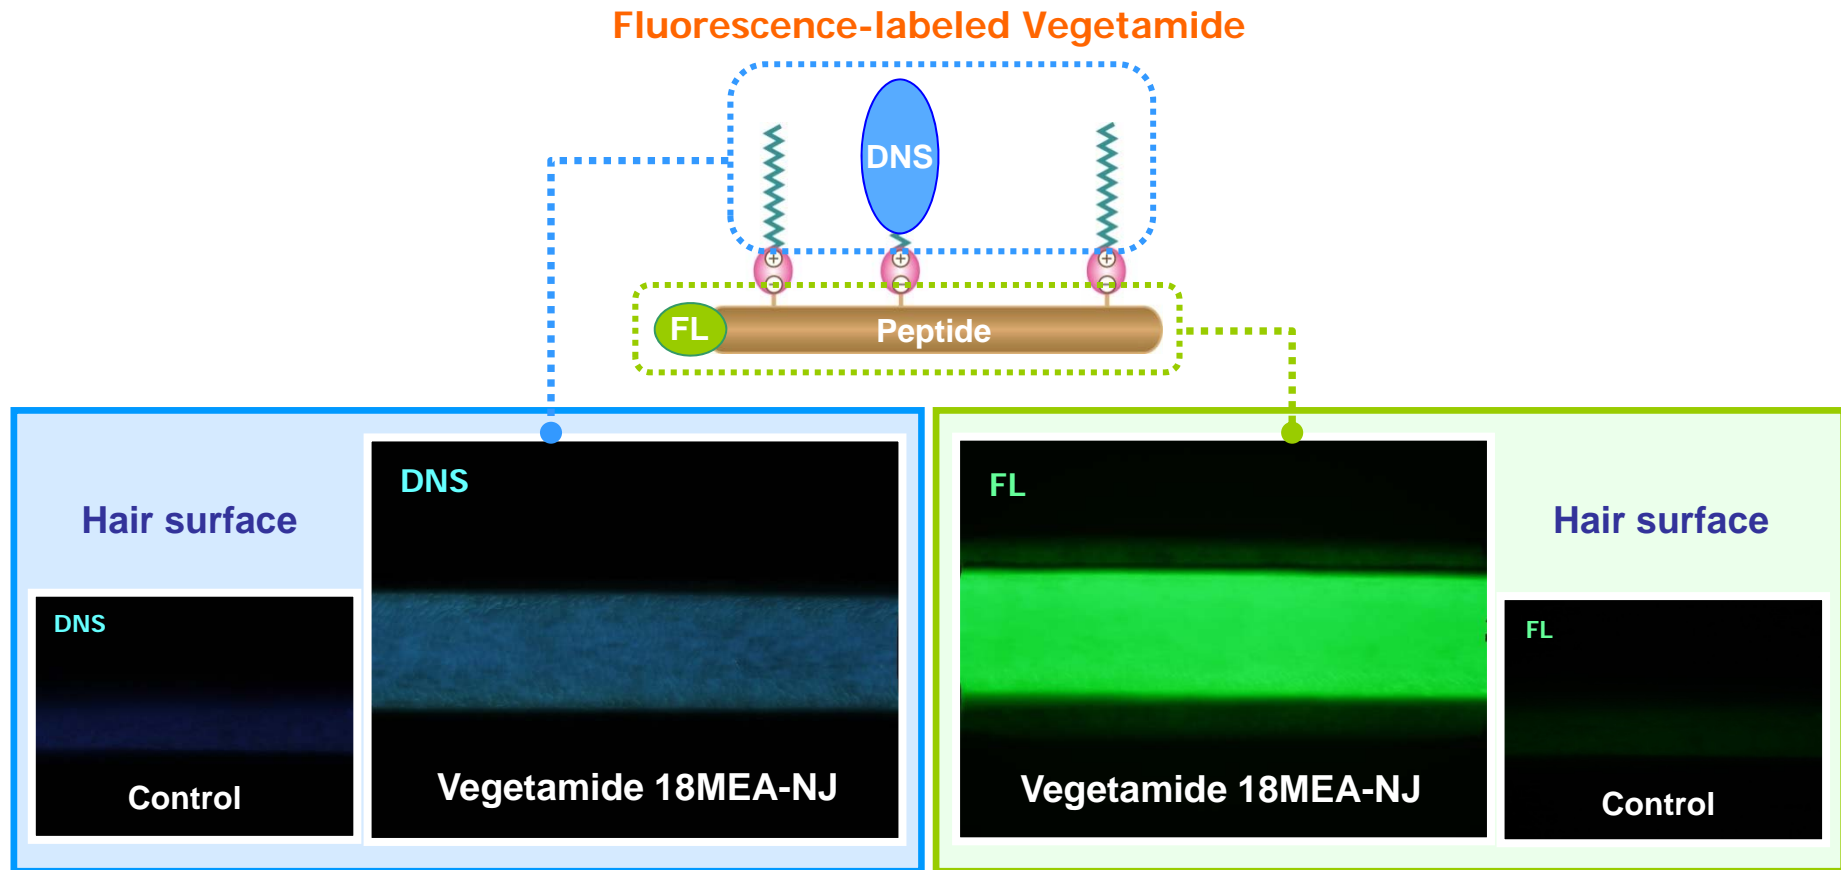 Fluorescence-labeled Vegetamide
DNS
+
+
+
−
−
−
FL
Peptide
DNS
Hair surface
DNS
Control
Vegetamide 18MEA-NJ
FL
Hair surface
FL
Vegetamide 18MEA-NJ
Control